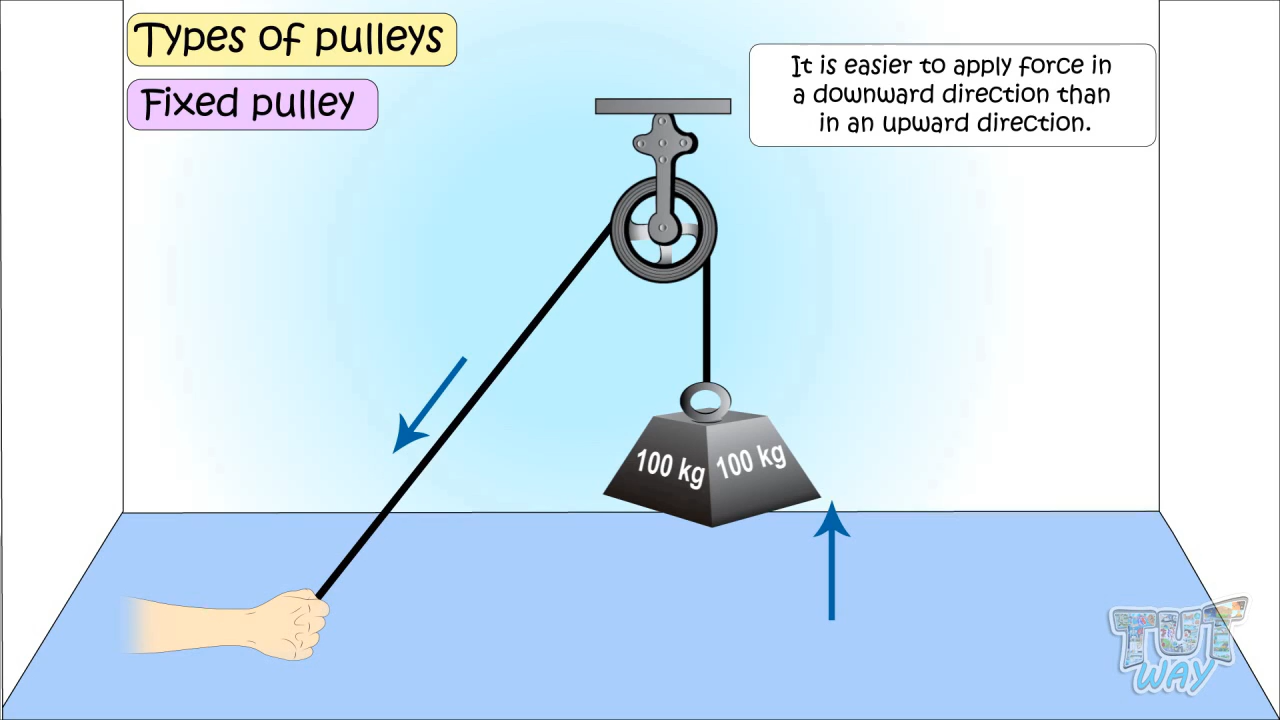 Types of pulleys
Fixed pulley
It is easier to apply force in
a downward direction than
in an upward direction.
100 kg 100 kg
TUT
WAY